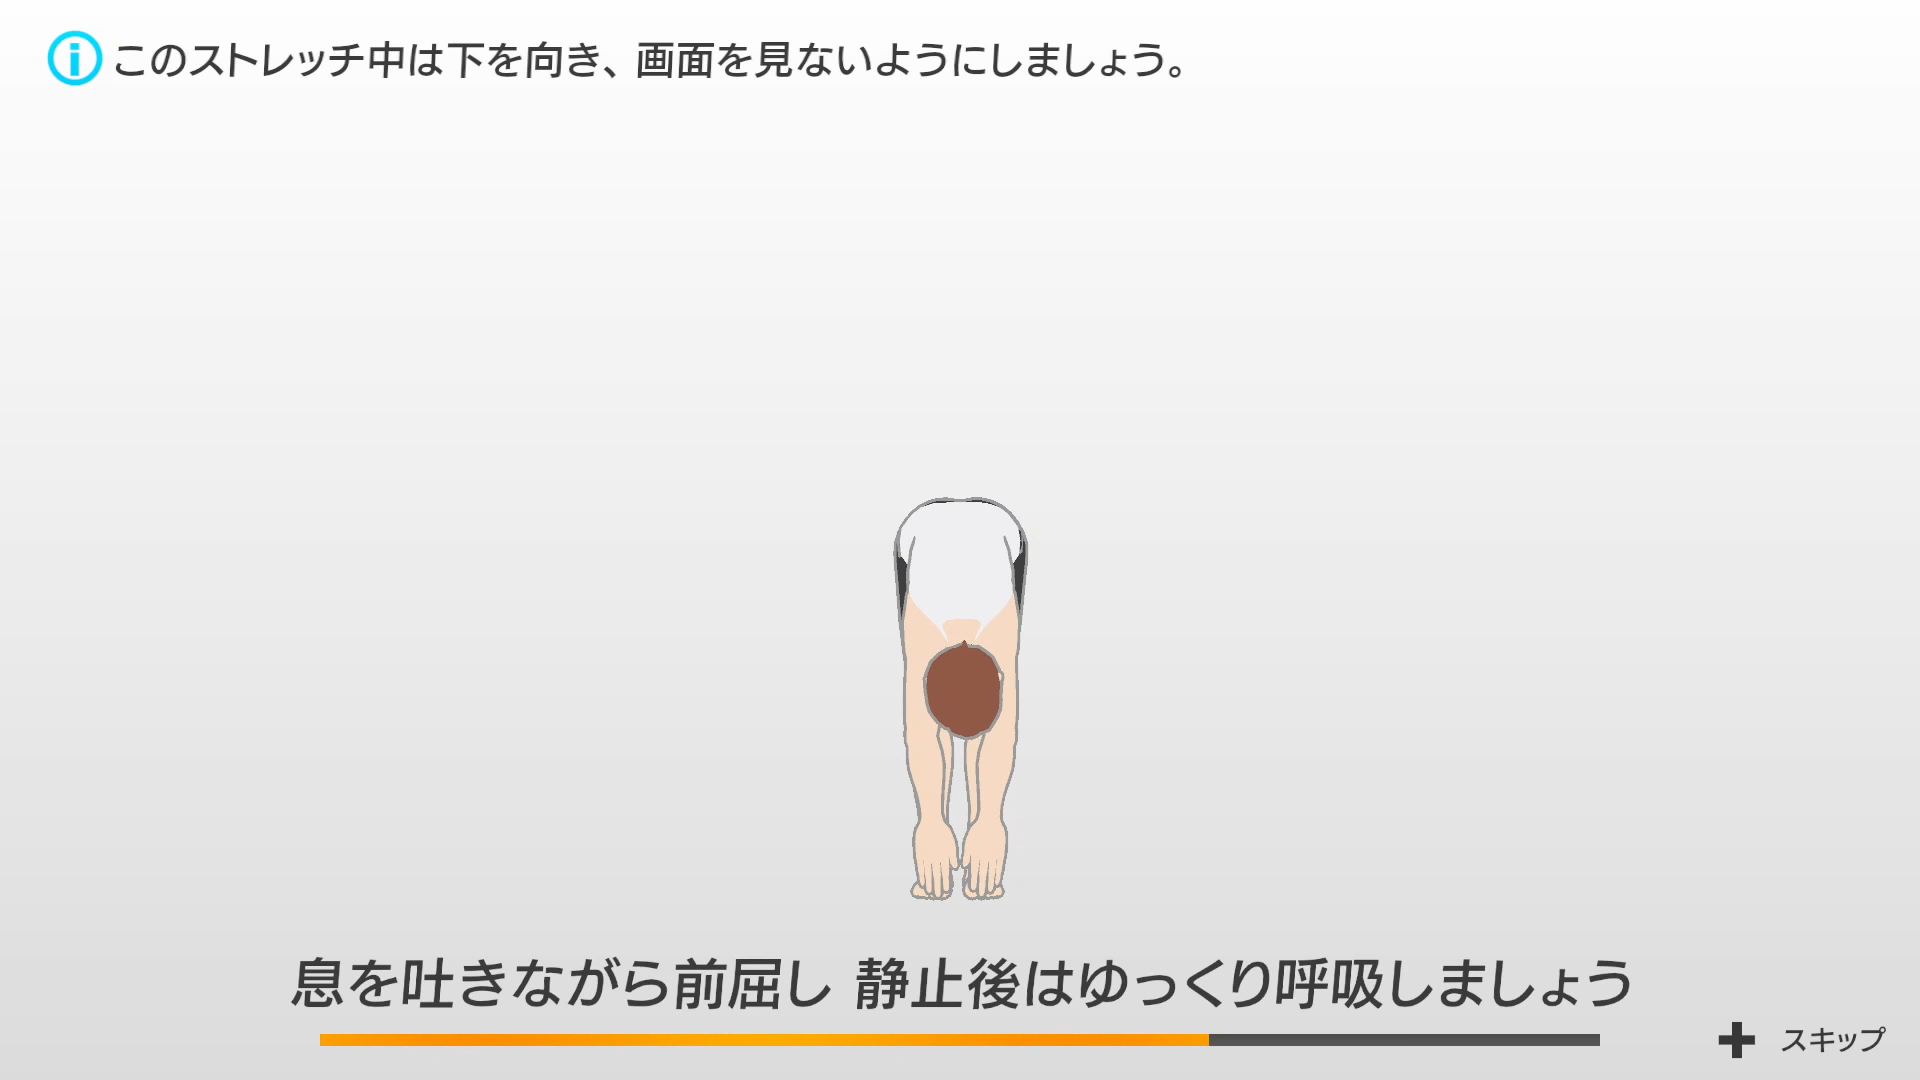 このストレッチ中は下を向き、画面を見ないようにしましょう。
息を吐きながら前屈し 静止後はゆっくり呼吸しましょう
スキップ